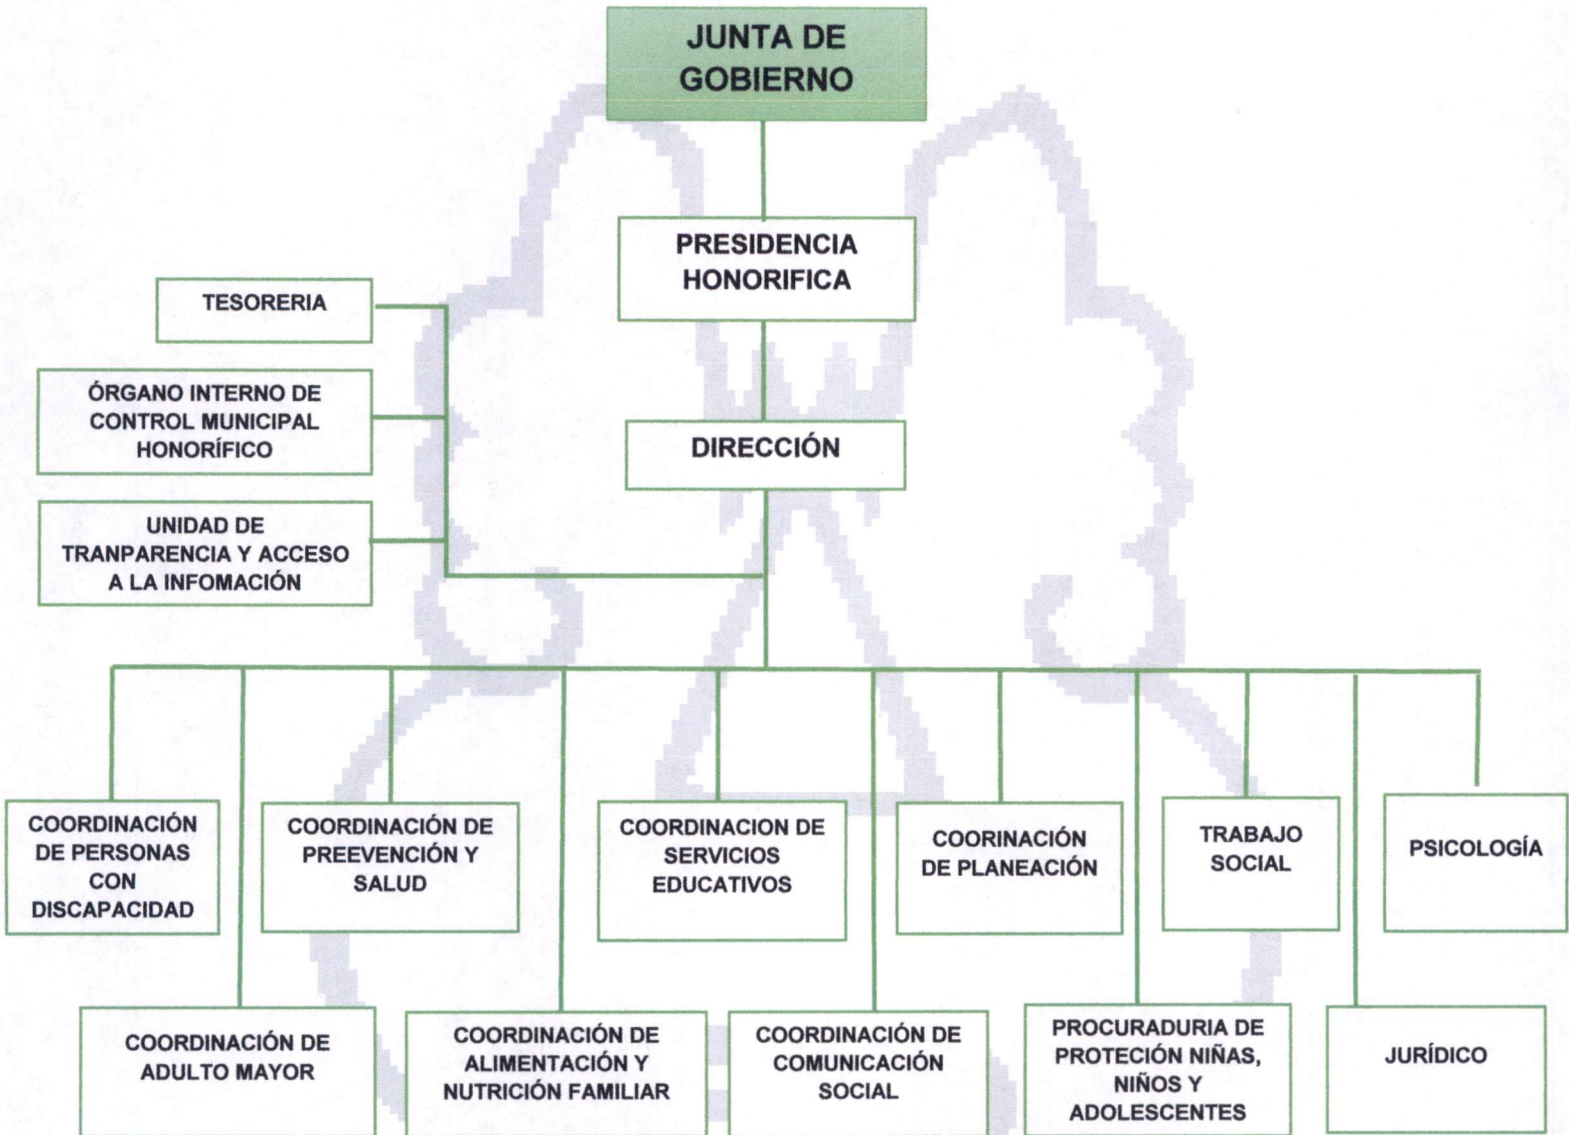 JUNTA DE
GOBIERNO
PRESIDENCIA
HONORIFICA
TESORERIA
ÓRGANO INTERNO DE
CONTROL MUNICIPAL
HONORÍFICO
DIRECCIÓN
UNIDAD DE
TRANPARENCIA Y ACCESO
A LA INFOMACIÓN
COORDINACIÓN
DE PERSONAS
CON
DISCAPACIDAD
COORDINACIÓN DE
PREEVENCIÓN Y
SALUD
COORDINACION DE
SERVICIOS
EDUCATIVOS
COORINACIÓN
DE PLANEACIÓN
TRABAJO
SOCIAL
PSICOLOGÍA
COORDINACIÓN DE
ADULTO MAYOR
COORDINACIÓN DE
ALIMENTACIÓN Y
NUTRICIÓN FAMILIAR
COORDINACIÓN DE
COMUNICACIÓN
SOCIAL
PROCURADURIA DE
PROTECIÓN NIÑAS,
NIÑOS Y
ADOLESCENTES
JURÍDICO